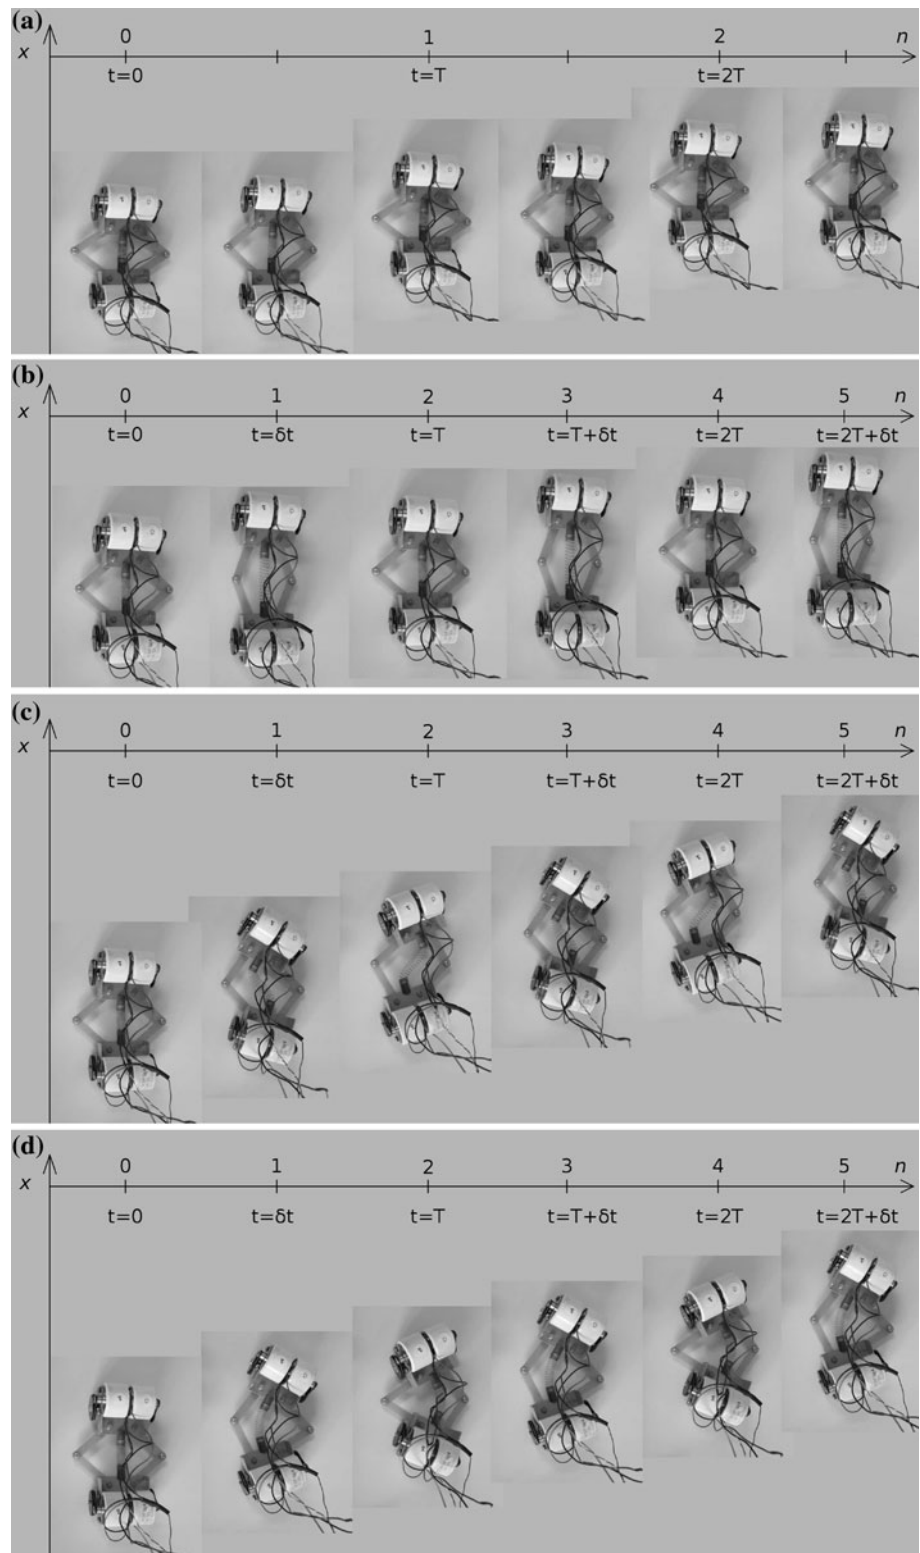 (a)
0 1 2 n
x
t=0 t=T t=2T
(b)
0 1 2 3 4 5 n
x
t=0 t=δt t=T t=T+δt t=2T t=2T+δt
(c)
0 1 2 3 4 5 n
x
t=0 t=δt t=T t=T+δt t=2T t=2T+δt
(d)
0 1 2 3 4 5 n
x
t=0 t=δt t=T t=T+δt t=2T t=2T+δt